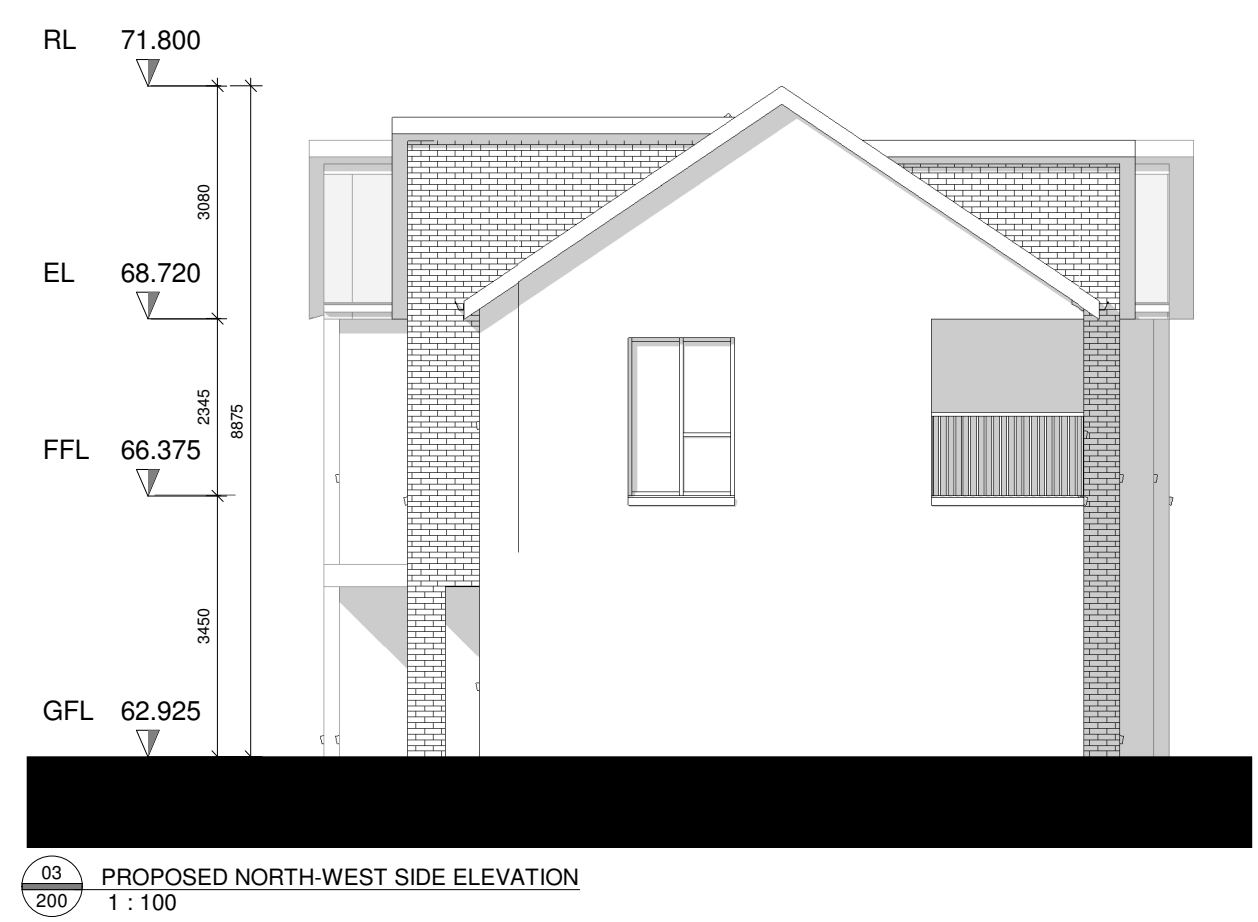 RL 71.800
3080
EL 68.720
2345
8875
FFL 66.375
3450
GFL 62.925
03
200
PROPOSED NORTH-WEST SIDE ELEVATION
1 : 100